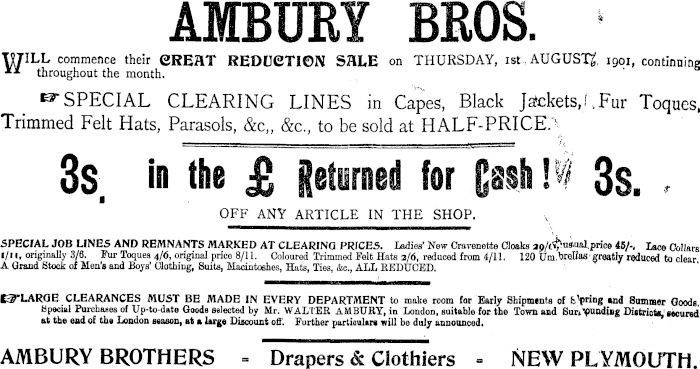 AMBURY BROS.
WILL commence their GREAT REDUCTION SALE on THURSDAY, 1st AUGUST, 1901, continuing
throughout the month.
☞ SPECIAL CLEARING LINES in Capes, Black Jackets, Fur Toques,
Trimmed Felt Hats, Parasols, &c,, &c., to be sold at HALF-PRICE.
3s. in the £ Returned for Cash! 3s.
OFF ANY ARTICLE IN THE SHOP.
SPECIAL JOB LINES AND REMNANTS MARKED AT CLEARING PRICES. Ladies' New Cravenette Cloaks usual price 45/-. Lace Collars
1/11, originally 3/6. Fur Toques 4/6, original price 8/11. Coloured Trimmed Felt Hats 2/6, reduced from 4/11. 120 Umbrellas greatly reduced to clear.
A Grand Stock of Men's and Boys' Clothing, Suits, Macintoshes, Hats, Ties, &c., ALL REDUCED.
☞ LARGE CLEARANCES MUST BE MADE IN EVERY DEPARTMENT to make room for Early Shipments of Spring and Summer Goods.
Special Purchases of Up-to-date Goods selected by Mr. WALTER AMBURY, in London, suitable for the Town and Surrounding Districts, secured
at the end of the London season, at a large Discount off. Further particulars will be duly announced.
AMBURY BROTHERS = Drapers & Clothiers = NEW PLYMOUTH.